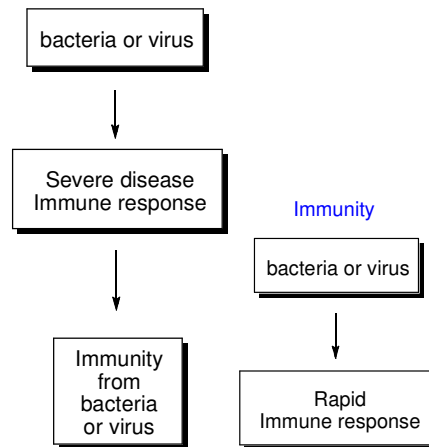 bacteria or virus
Severe disease
Immune response
Immunity
from
bacteria
or virus
Immunity
bacteria or virus
Rapid
Immune response